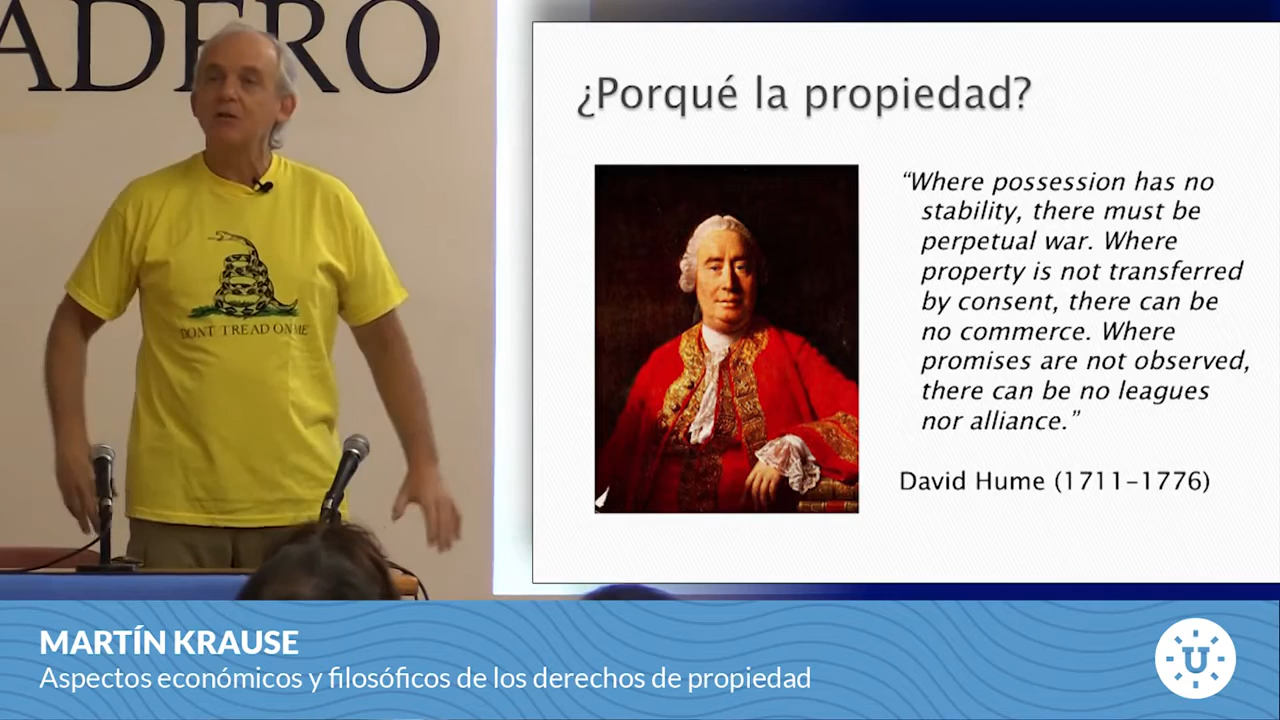 ADERO
¿Porqué la propiedad?
“Where possession has no
stability, there must be
perpetual war. Where
property is not transferred
by consent, there can be
no commerce. Where
promises are not observed,
there can be no leagues
nor alliance.”
David Hume (1711-1776)
DONT TREAD ON ME
MARTÍN KRAUSE
Aspectos económicos y filosóficos de los derechos de propiedad
U